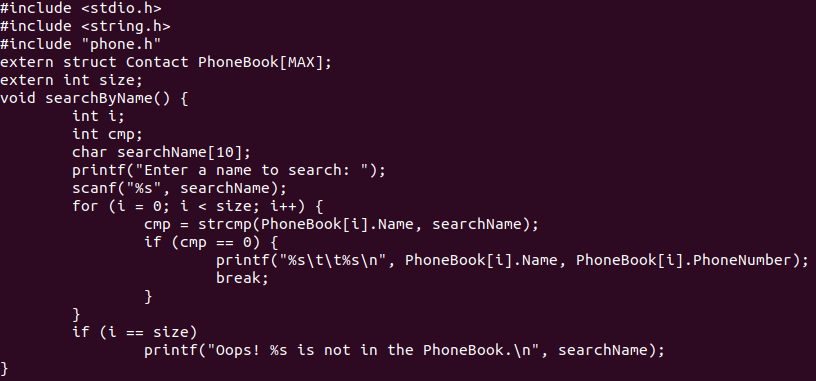 #include <stdio.h>
#include <string.h>
#include "phone.h"
extern struct Contact PhoneBook[MAX];
extern int size;
void searchByName() {
        int i;
        int cmp;
        char searchName[10];
        printf("Enter a name to search: ");
        scanf("%s", searchName);
        for (i = 0; i < size; i++) {
                cmp = strcmp(PhoneBook[i].Name, searchName);
                if (cmp == 0) {
                        printf("%s\t\t%s\n", PhoneBook[i].Name, PhoneBook[i].PhoneNumber);
                        break;
                }
        }
        if (i == size)
                printf("Oops! %s is not in the PhoneBook.\n", searchName);
}